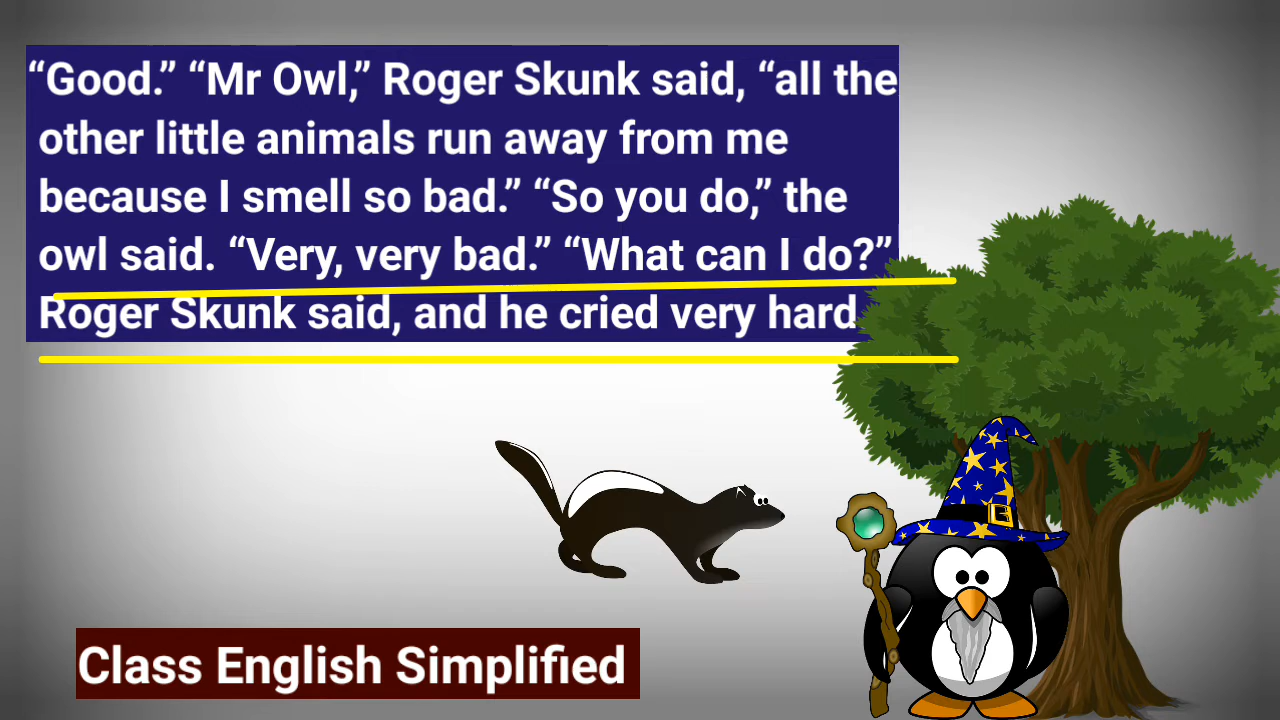 “Good.” “Mr Owl,” Roger Skunk said, “all the
other little animals run away from me
because I smell so bad.” “So you do,” the
owl said. “Very, very bad.” “What can I do?”
Roger Skunk said, and he cried very hard
Class English Simplified